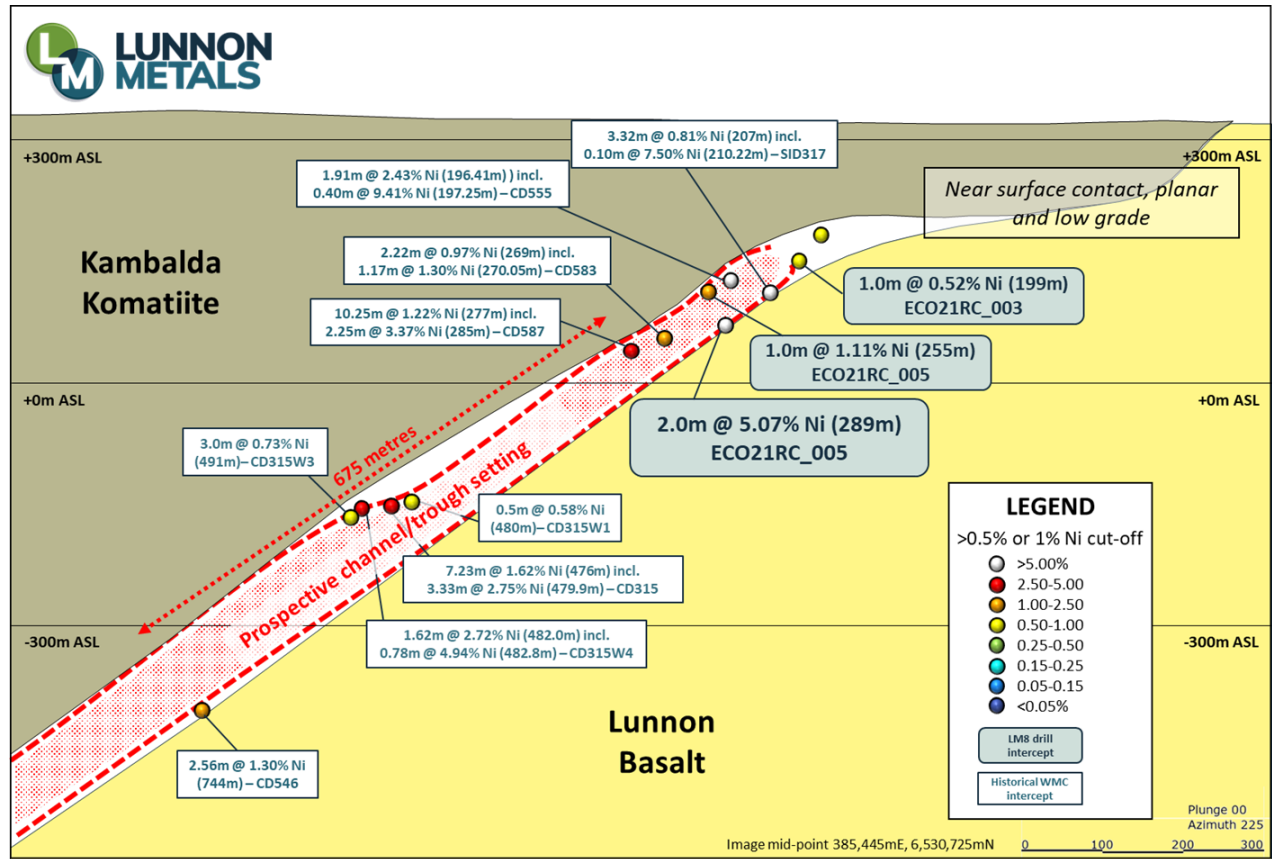 LM LUNNON
METALS
3.32m @ 0.81% Ni (207m) incl.
0.10m @ 7.50% Ni (210.22m) – SID317
+300m ASL
+300m ASL
1.91m @ 2.43% Ni (196.41m) ) incl.
0.40m @ 9.41% Ni (197.25m) – CD555
Near surface contact, planar
and low grade
Kambalda
Komatiite
2.22m @ 0.97% Ni (269m) incl.
1.17m @ 1.30% Ni (270.05m) – CD583
1.0m @ 0.52% Ni (199m)
ECO21RC_003
10.25m @ 1.22% Ni (277m) incl.
2.25m @ 3.37% Ni (285m) – CD587
1.0m @ 1.11% Ni (255m)
ECO21RC_005
+0m ASL
+0m ASL
2.0m @ 5.07% Ni (289m)
ECO21RC_005
3.0m @ 0.73% Ni
(491m) – CD315W3
675 metres
Prospective channel/trough setting
0.5m @ 0.58% Ni
(480m) – CD315W1
7.23m @ 1.62% Ni (476m) incl.
3.33m @ 2.75% Ni (479.9m) – CD315
-300m ASL
-300m ASL
1.62m @ 2.72% Ni (482.0m) incl.
0.78m @ 4.94% Ni (482.8m) – CD315W4
2.56m @ 1.30% Ni
(744m) – CD546
Lunnon
Basalt
LEGEND
>0.5% or 1% Ni cut-off
>5.00%
2.50-5.00
1.00-2.50
0.50-1.00
0.25-0.50
0.15-0.25
0.05-0.15
<0.05%
LM8 drill
intercept
Historical WMC
intercept
Plunge 00
Azimuth 225
Image mid-point 385,445mE, 6,530,725mN
0 100 200 300